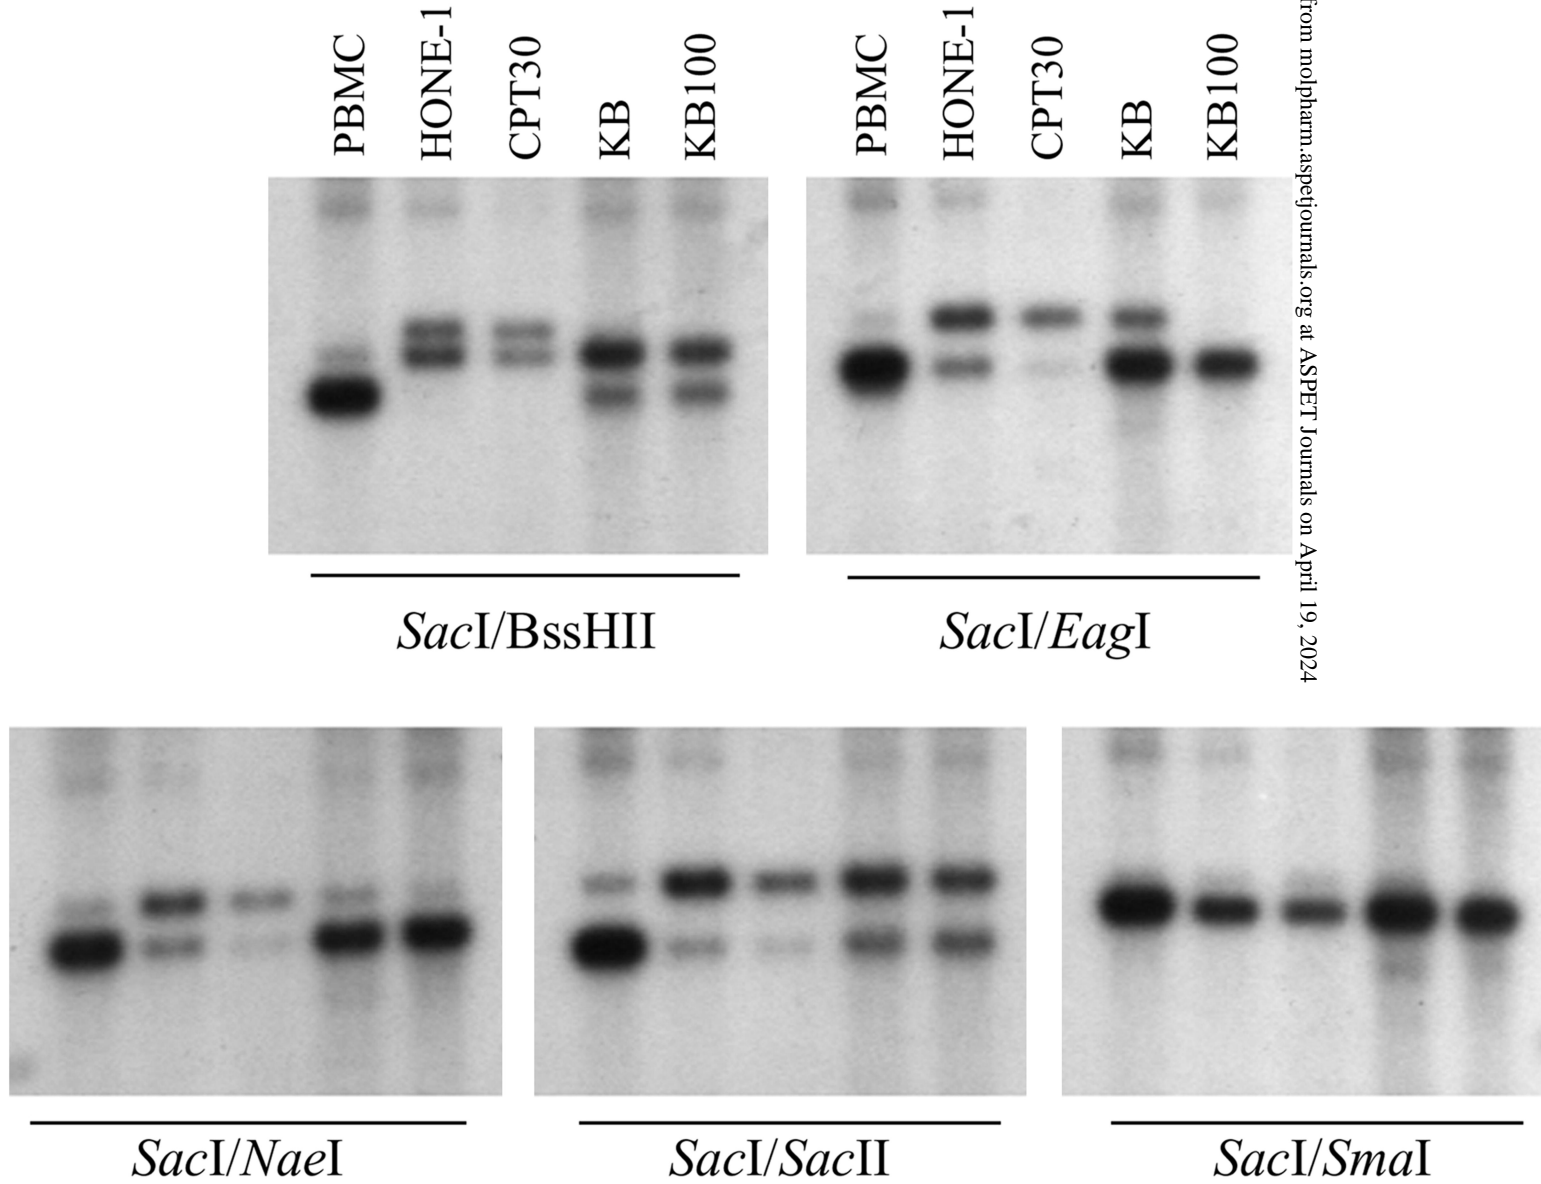 PBMC
HONE-1
CPT30
KB
KB100
PBMC
HONE-1
CPT30
KB
KB100
from molpharm.aspetjournals.org at ASPET Journals on April 19, 2024
SacI/BssHII
SacI/EagI
SacI/NaeI
SacI/SacII
SacI/SmaI